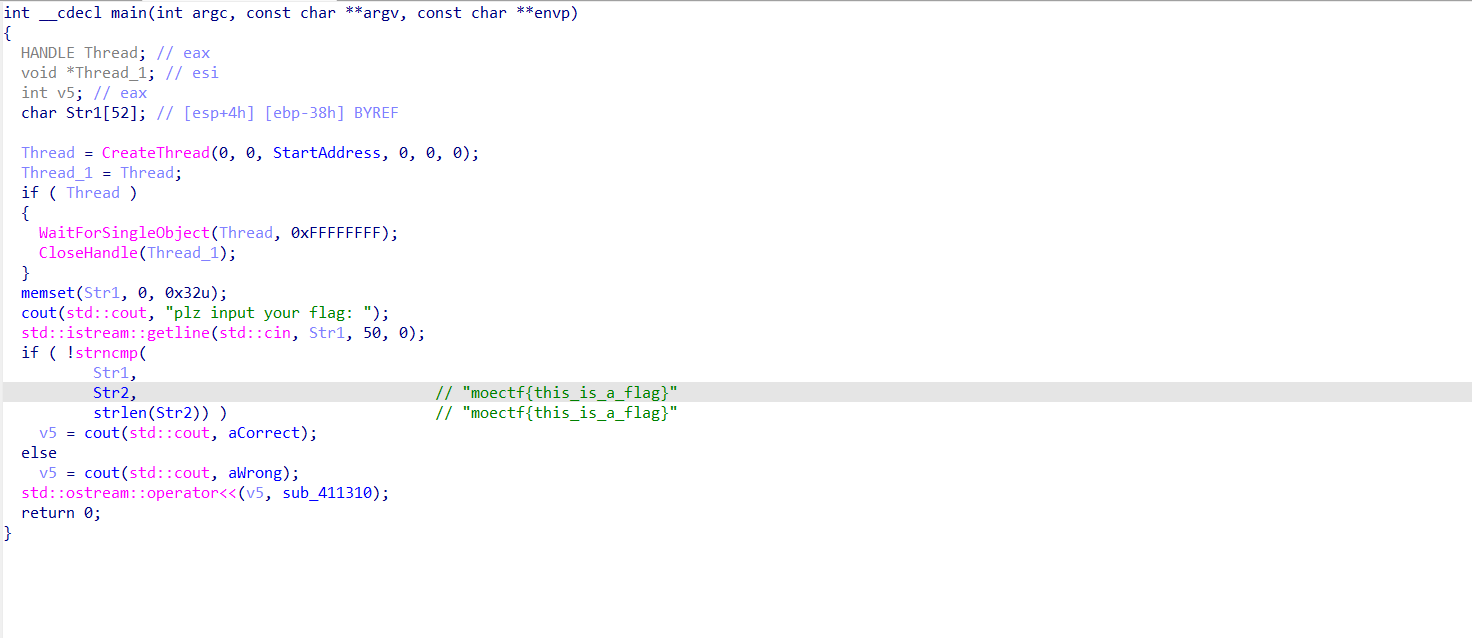 int __cdecl main(int argc, const char **argv, const char **envp)
{
  HANDLE Thread; // eax
  void *Thread_1; // esi
  int v5; // eax
  char Str1[52]; // [esp+4h] [ebp-38h] BYREF

  Thread = CreateThread(0, 0, StartAddress, 0, 0, 0);
  Thread_1 = Thread;
  if ( Thread )
  {
    WaitForSingleObject(Thread, 0xFFFFFFFF);
    CloseHandle(Thread_1);
  }
  memset(Str1, 0, 0x32u);
  cout(std::cout, "plz input your flag: ");
  std::istream::getline(std::cin, Str1, 50, 0);
  if ( !strncmp(
          Str1,
          Str2,                                 // "moectf{this_is_a_flag}"
          strlen(Str2)) )                       // "moectf{this_is_a_flag}"
    v5 = cout(std::cout, aCorrect);
  else
    v5 = cout(std::cout, aWrong);
  std::ostream::operator<<(v5, sub_411310);
  return 0;
}